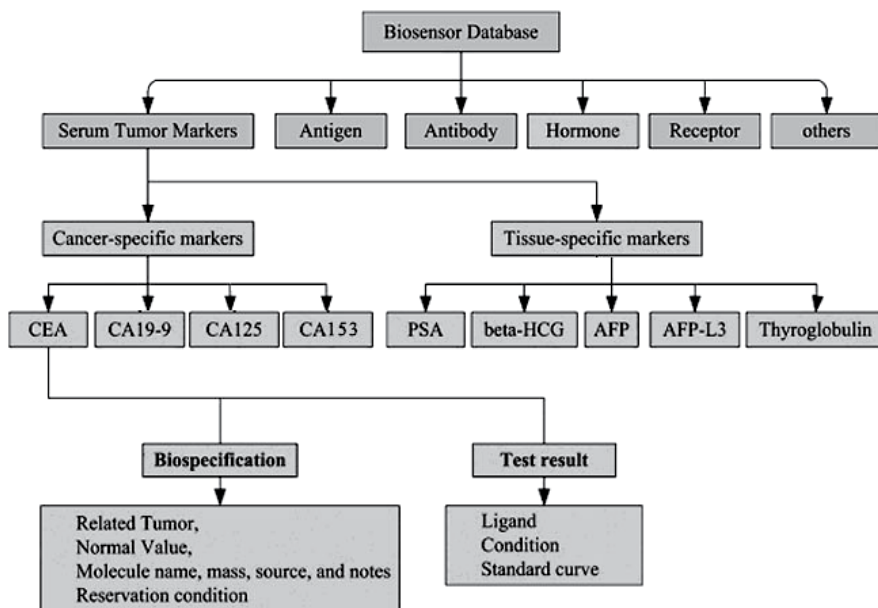 Biosensor Database
Serum Tumor Markers
Antigen
Antibody
Hormone
Receptor
others
Cancer-specific markers
Tissue-specific markers
CEA
CA19-9
CA125
CA153
PSA
beta-HCG
AFP
AFP-L3
Thyroglobulin
Biospecification
Test result
Related Tumor,
Normal Value,
Molecule name, mass, source, and notes
Reservation condition
Ligand
Condition
Standard curve